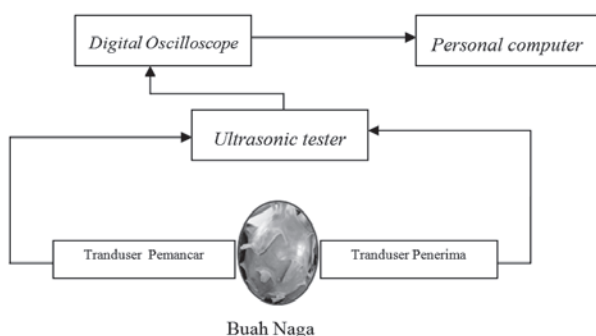 Digital Oscilloscope
Personal computer
Ultrasonic tester
Tranduser Pemancar
Tranduser Penerima
Buah Naga